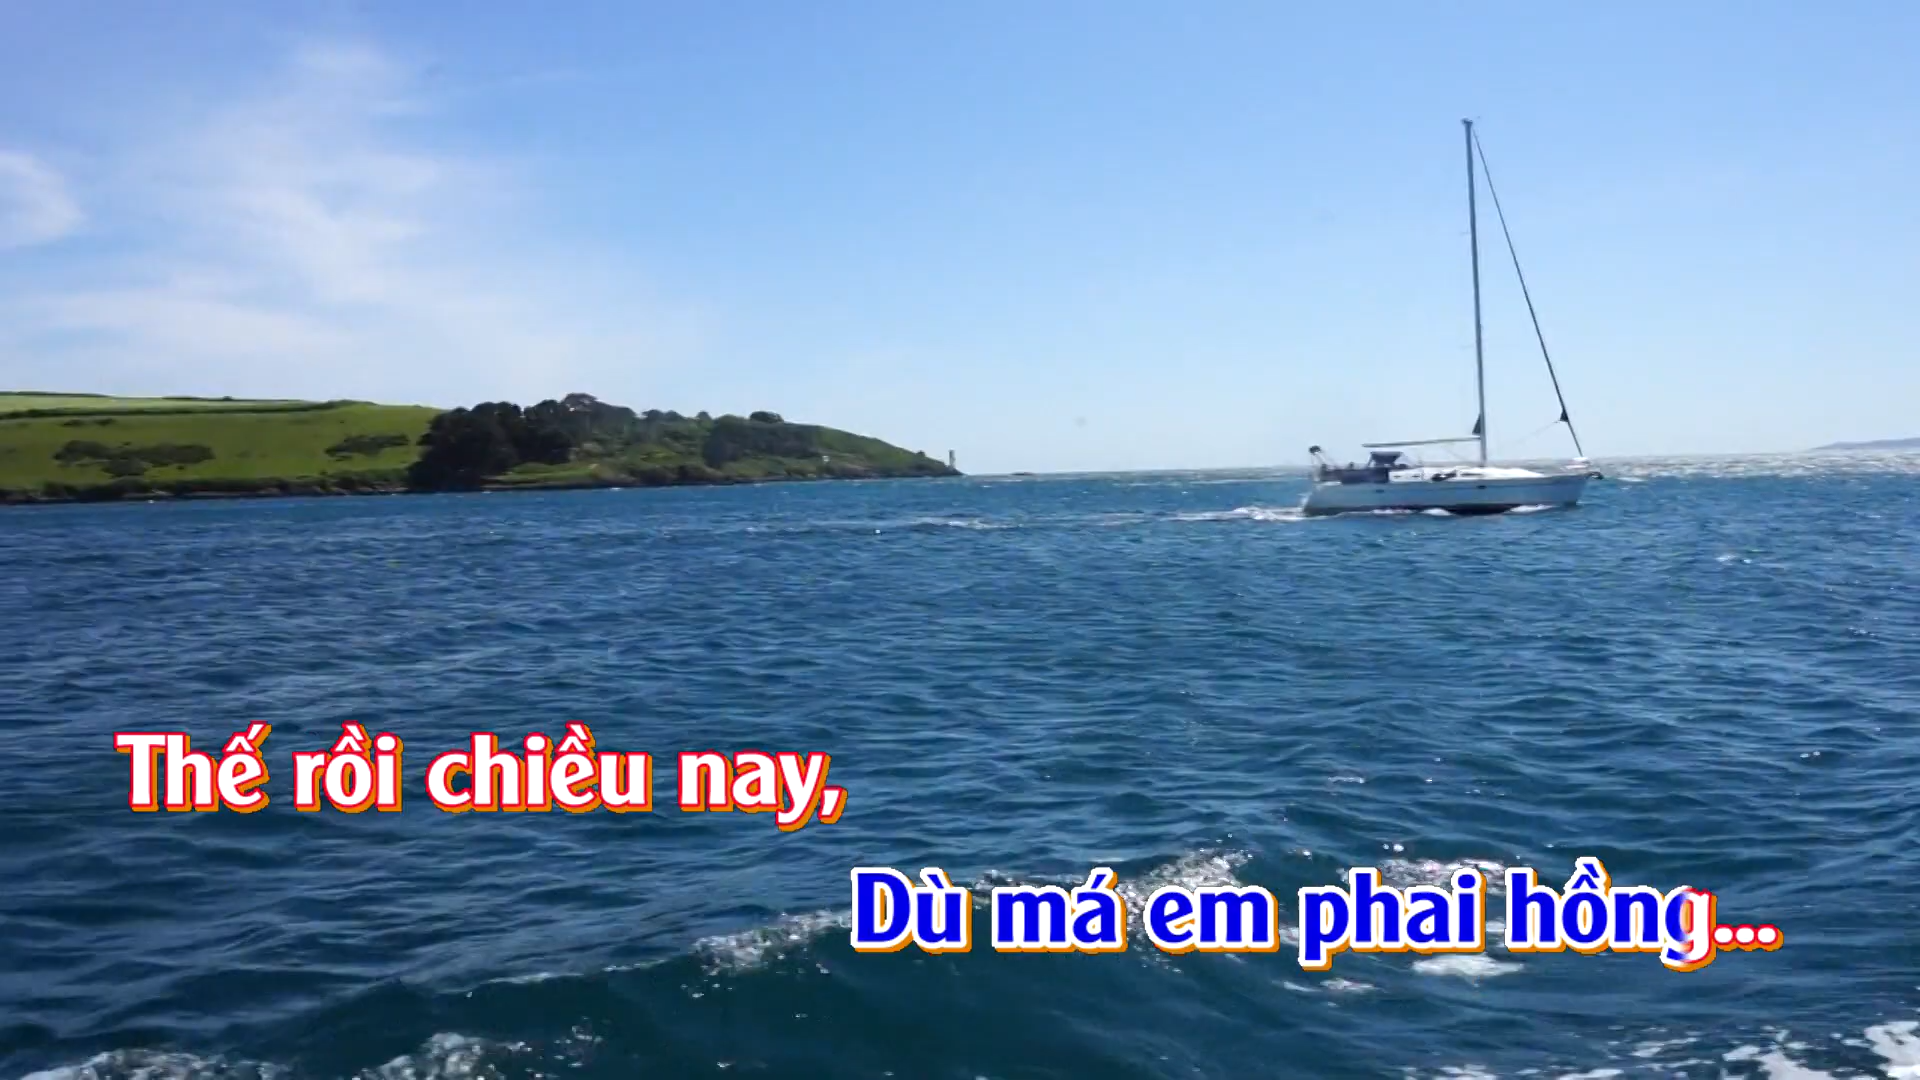 Thế rồi chiều nay,
Dù má em phai hồng...